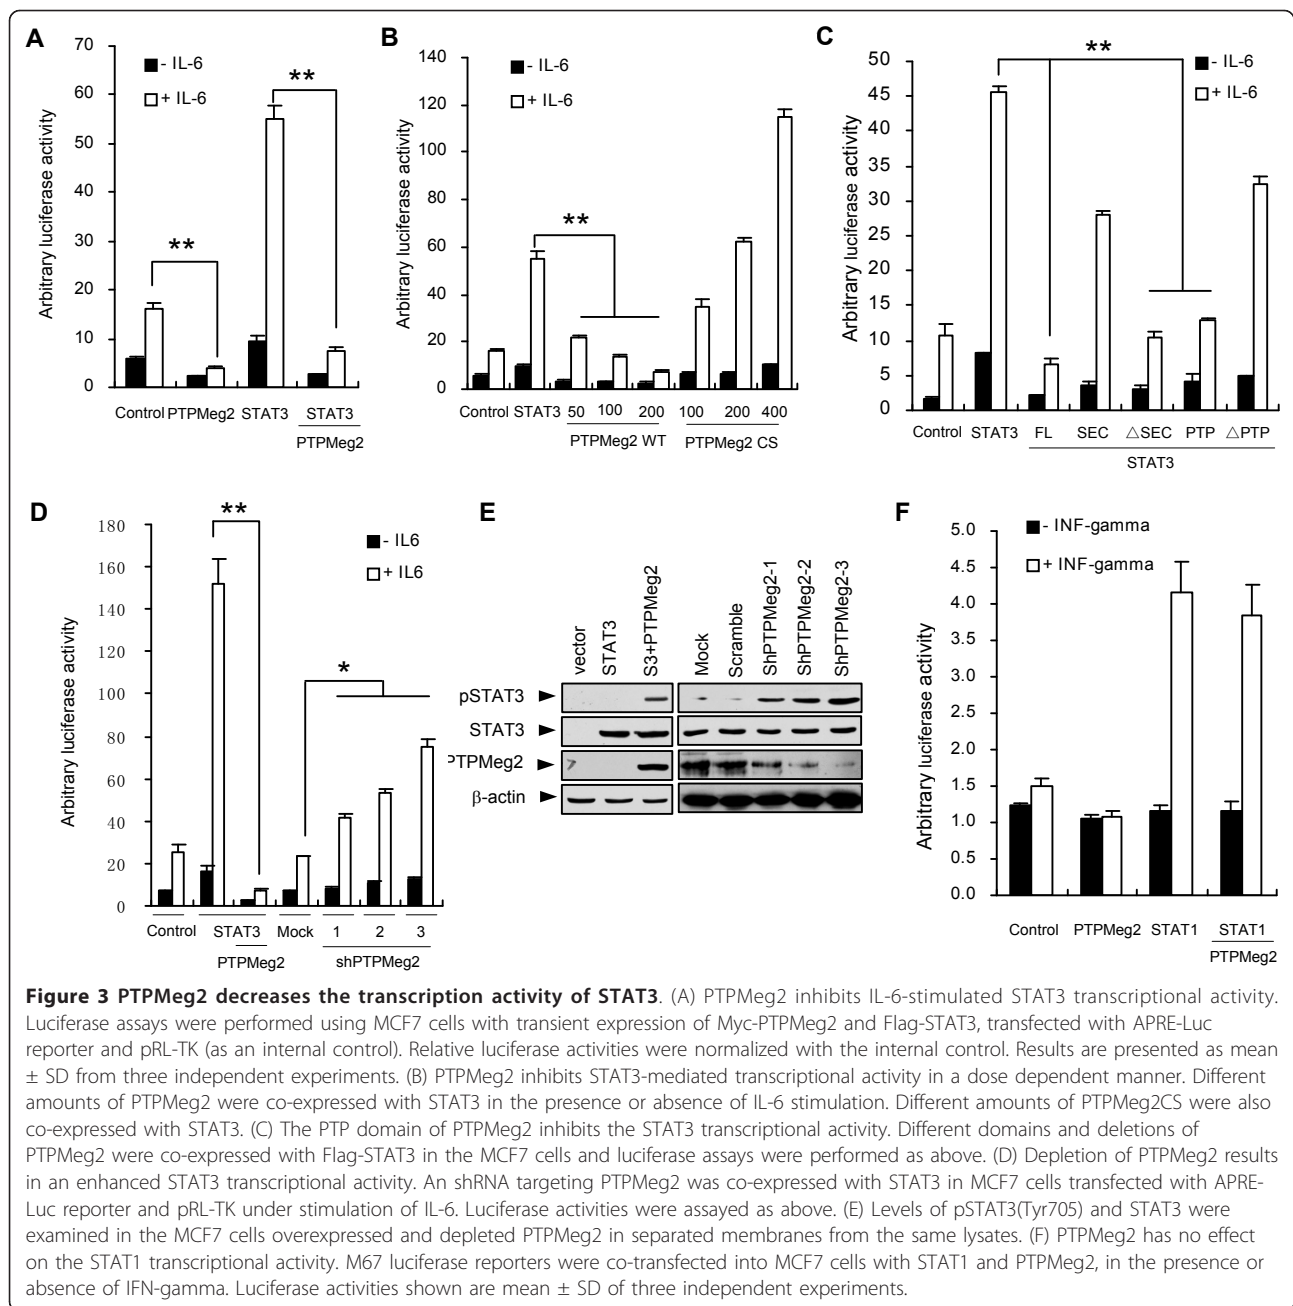 A
70
60
50
40
30
20
10
0
Arbitrary luciferase activity
- IL-6
+ IL-6
**
**
Control PTPMeg2 STAT3 STAT3
PTPMeg2
B
140
120
100
80
60
40
20
0
Arbitrary luciferase activity
- IL-6
+ IL-6
**
Control STAT3 50 100 200 100 200 400
PTPMeg2 WT PTPMeg2 CS
C
50
45
40
35
30
25
20
15
10
5
0
Arbitrary luciferase activity
**
- IL-6
+ IL-6
Control STAT3 FL SEC △SEC PTP △PTP
STAT3
D
180
160
140
120
100
80
60
40
20
0
Arbitrary luciferase activity
**
- IL6
+ IL6
*
Control STAT3 Mock 1 2 3
PTPMeg2 shPTPMeg2
E
vector
STAT3
S3+PTPMeg2
Mock
Scramble
ShPTPMeg2-1
ShPTPMeg2-2
ShPTPMeg2-3
pSTAT3
STAT3
PTPMeg2
β-actin
F
5.0
4.5
4.0
3.5
3.0
2.5
2.0
1.5
1.0
0.5
0.0
Arbitrary luciferase activity
- INF-gamma
+ INF-gamma
Control PTPMeg2 STAT1 STAT1
PTPMeg2
Figure 3 PTPMeg2 decreases the transcription activity of STAT3. (A) PTPMeg2 inhibits IL-6-stimulated STAT3 transcriptional activity.
Luciferase assays were performed using MCF7 cells with transient expression of Myc-PTPMeg2 and Flag-STAT3, transfected with APRE-Luc
reporter and pRL-TK (as an internal control). Relative luciferase activities were normalized with the internal control. Results are presented as mean
± SD from three independent experiments. (B) PTPMeg2 inhibits STAT3-mediated transcriptional activity in a dose dependent manner. Different
amounts of PTPMeg2 were co-expressed with STAT3 in the presence or absence of IL-6 stimulation. Different amounts of PTPMeg2CS were also
co-expressed with STAT3. (C) The PTP domain of PTPMeg2 inhibits the STAT3 transcriptional activity. Different domains and deletions of
PTPMeg2 were co-expressed with Flag-STAT3 in the MCF7 cells and luciferase assays were performed as above. (D) Depletion of PTPMeg2 results
in an enhanced STAT3 transcriptional activity. An shRNA targeting PTPMeg2 was co-expressed with STAT3 in MCF7 cells transfected with APRE-
Luc reporter and pRL-TK under stimulation of IL-6. Luciferase activities were assayed as above. (E) Levels of pSTAT3(Tyr705) and STAT3 were
examined in the MCF7 cells overexpressed and depleted PTPMeg2 in separated membranes from the same lysates. (F) PTPMeg2 has no effect
on the STAT1 transcriptional activity. M67 luciferase reporters were co-transfected into MCF7 cells with STAT1 and PTPMeg2, in the presence or
absence of IFN-gamma. Luciferase activities shown are mean ± SD of three independent experiments.